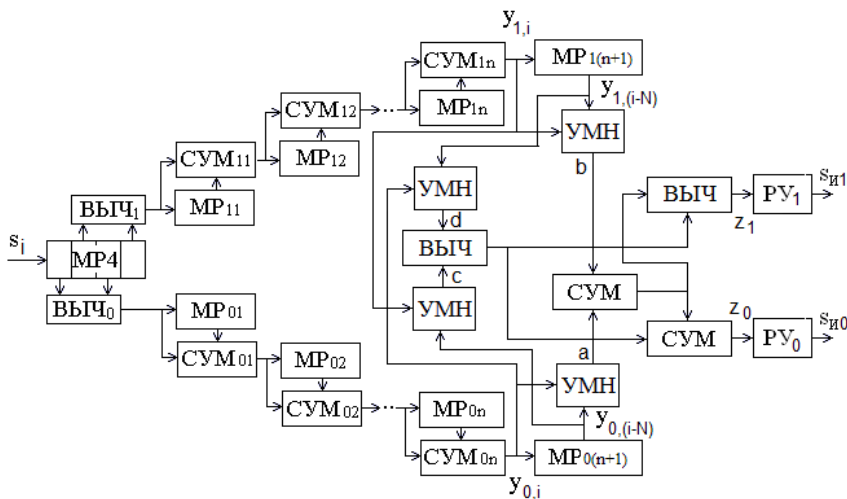 y1,i
СУМ1n
МР1(n+1)
y1,(i-N)
СУМ12
МР1n
УМН
b
СУМ11
МР12
УМН
d
ВЫЧ
РУ1
sИ1
z1
ВЫЧ1
МР11
si
МР4
ВЫЧ
c
СУМ
ВЫЧ0
МР01
УМН
СУМ
z0
РУ0
sИ0
СУМ01
МР02
a
УМН
СУМ02
МР0n
y0,(i-N)
СУМ0n
МР0(n+1)
y0,i